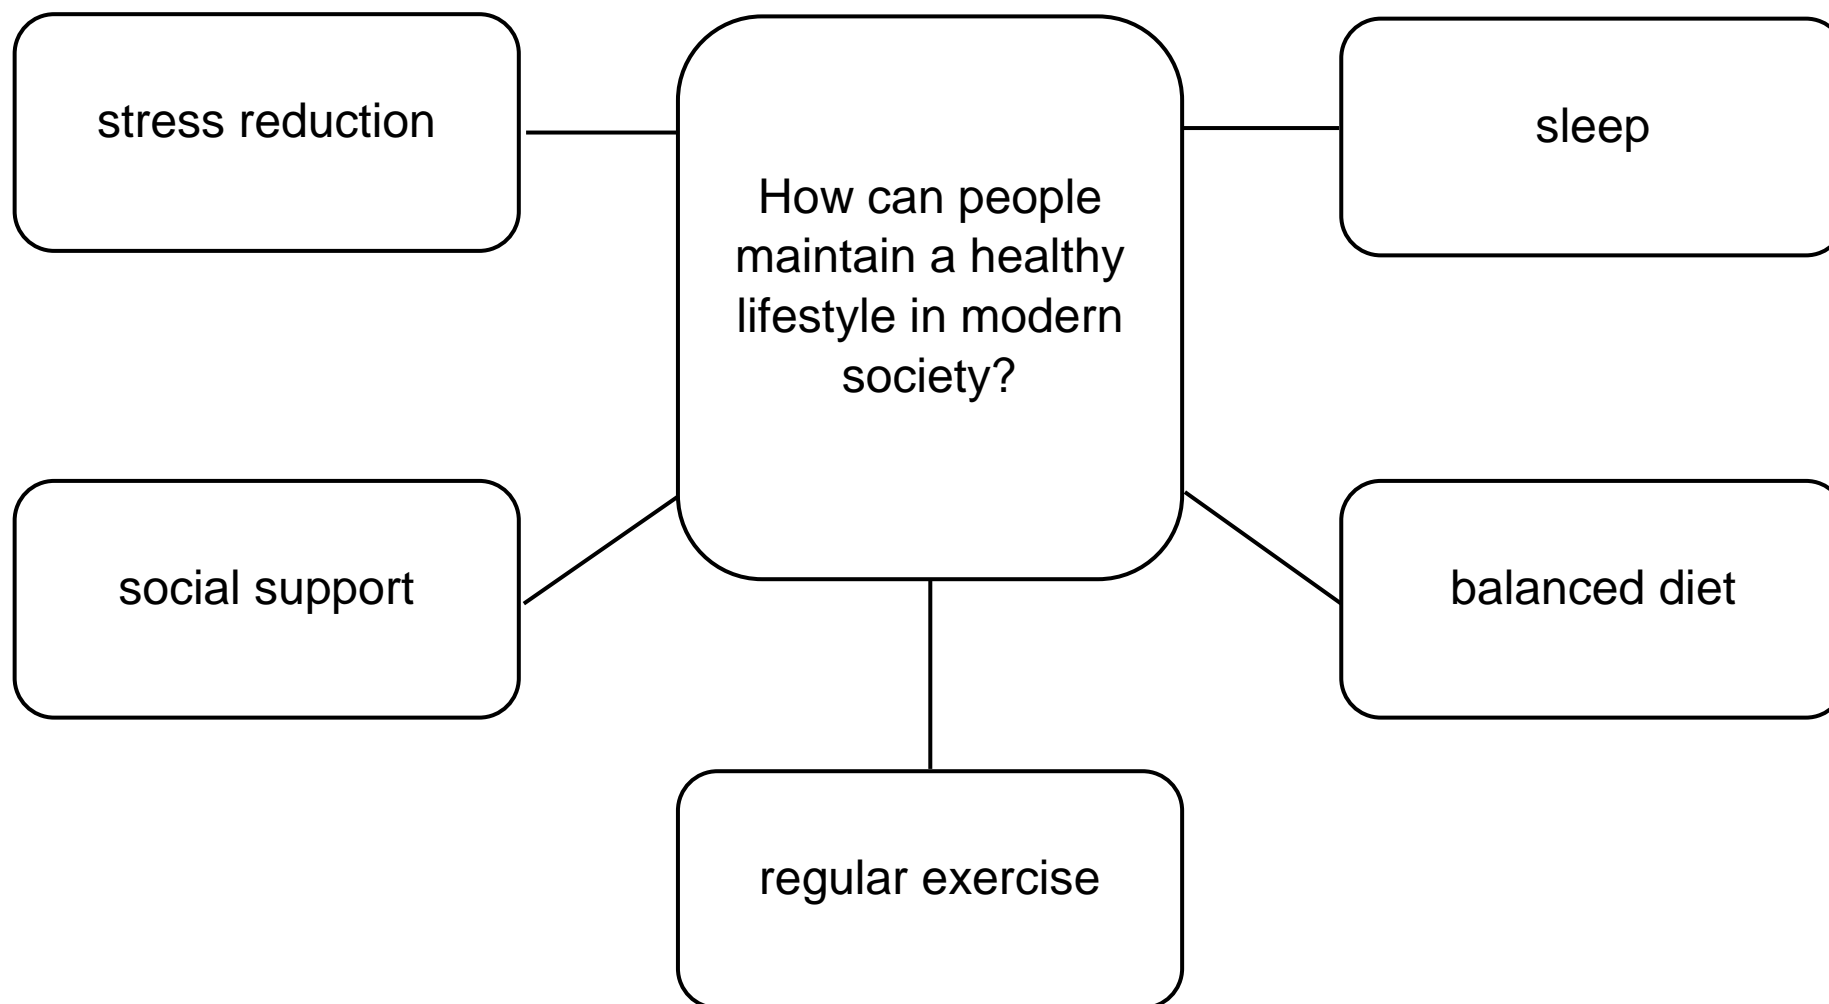 stress reduction
How can people
maintain a healthy
lifestyle in modern
society?
sleep
social support
balanced diet
regular exercise